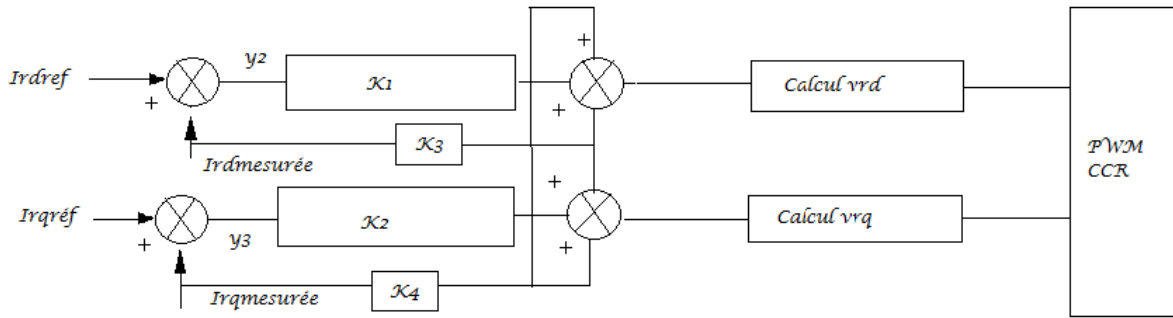 +
y2
Irdref
K1
Calcul vrd
+
+
K3
Irdmesurée
PWM
CCR
+
Irqréf
K2
Calcul vrq
+
y3
+
Irqmesurée
K4